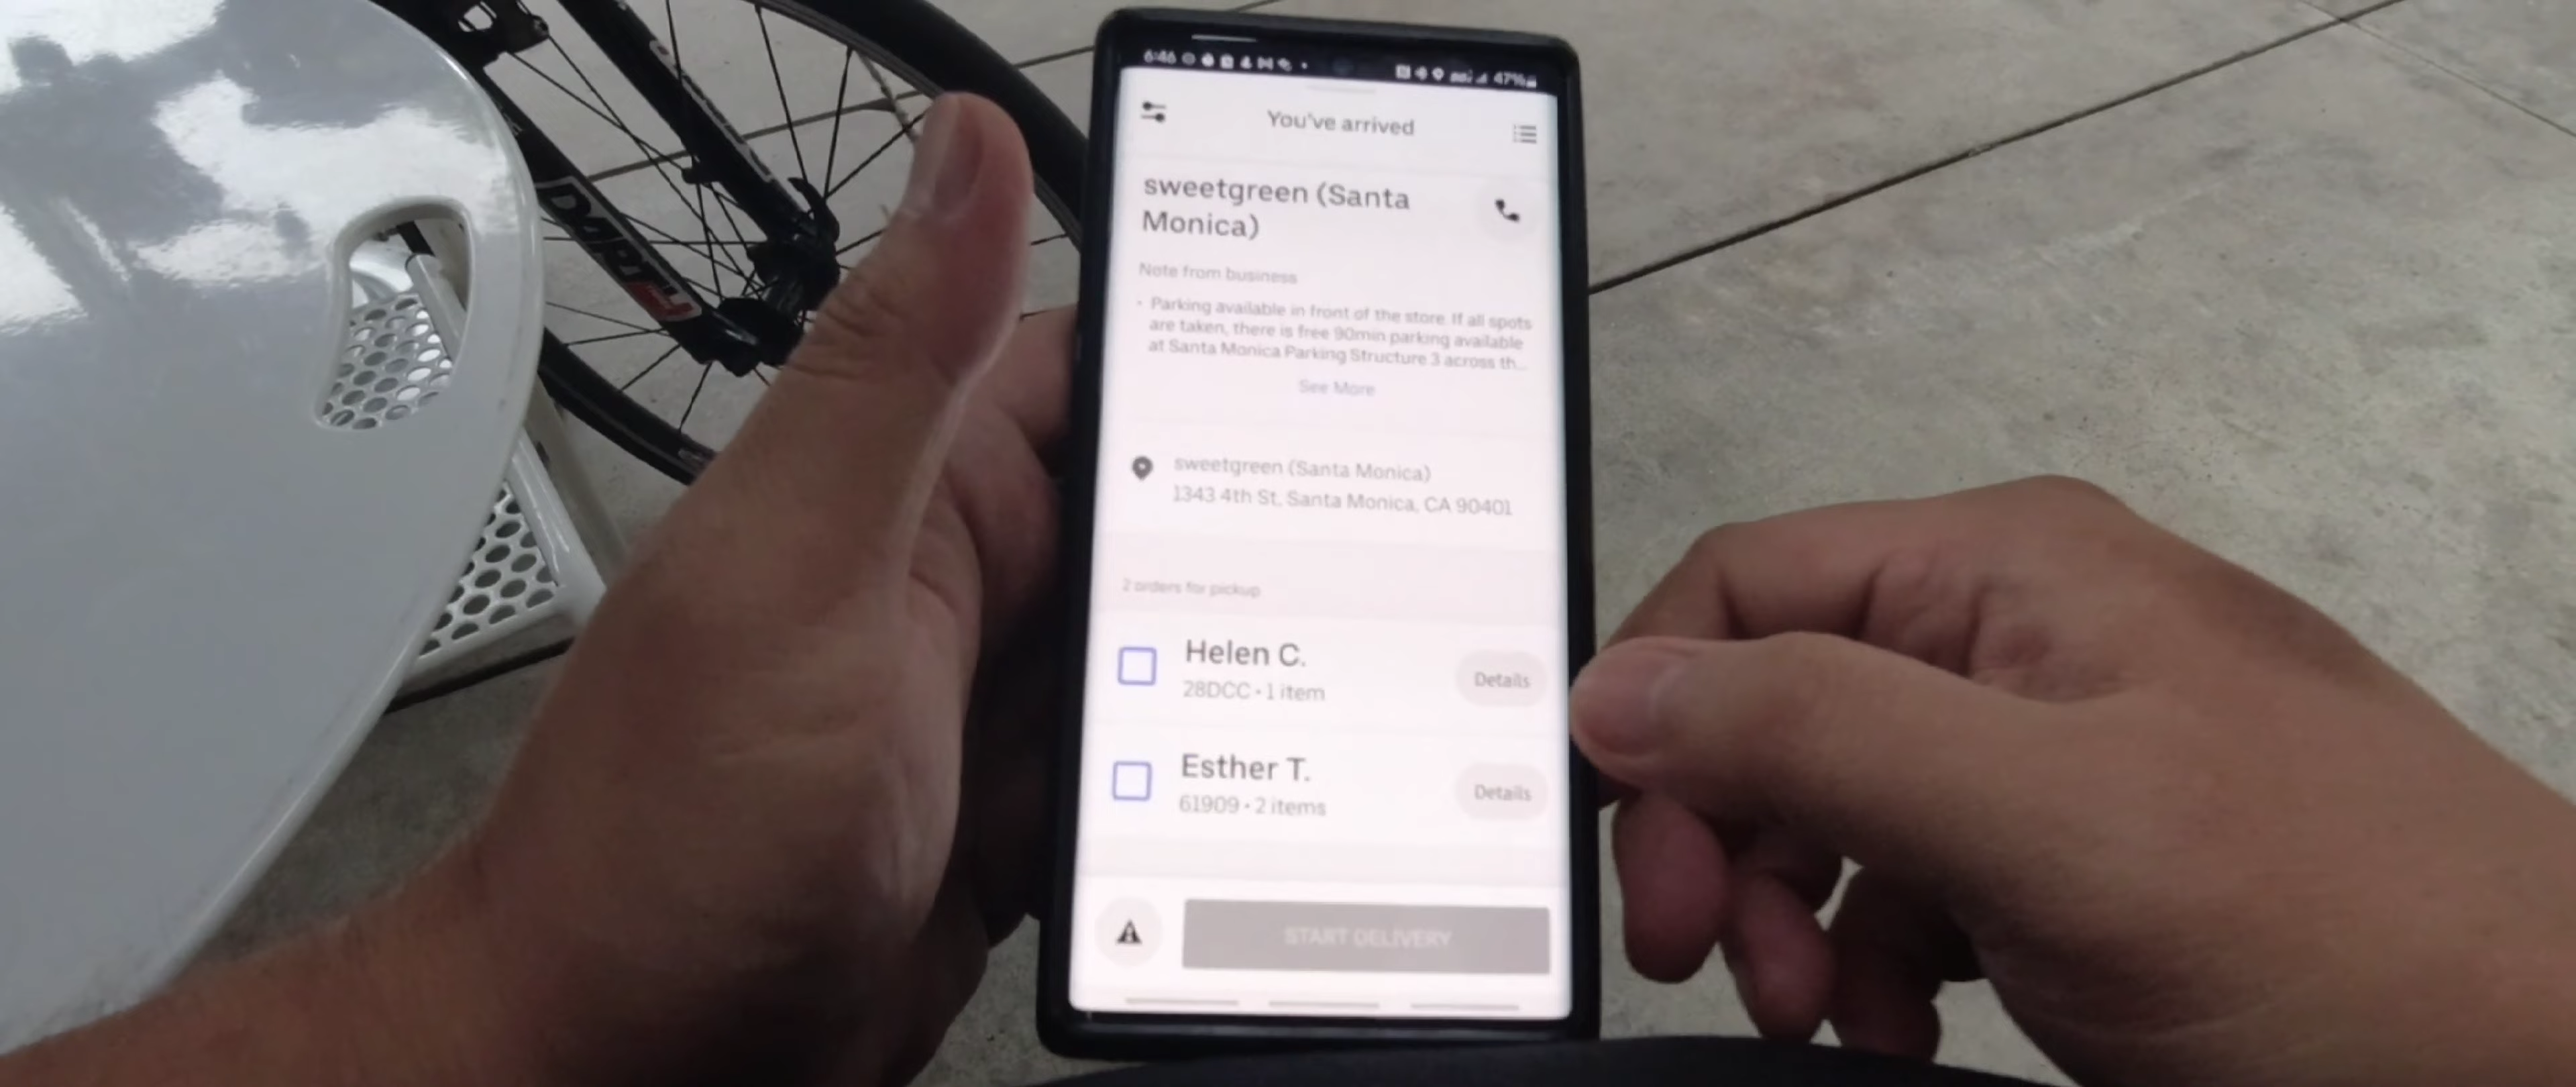 6:46
47%
You've arrived
sweetgreen (Santa
Monica)
Note from business
• Parking available in front of the store. If all spots
are taken, there is free 90min parking available
at Santa Monica Parking Structure 3 across th...
See More
sweetgreen (Santa Monica)
1343 4th St, Santa Monica, CA 90401
2 orders for pickup
Helen C.
28DCC • 1 item
Details
Esther T.
61909 • 2 items
Details
START DELIVERY